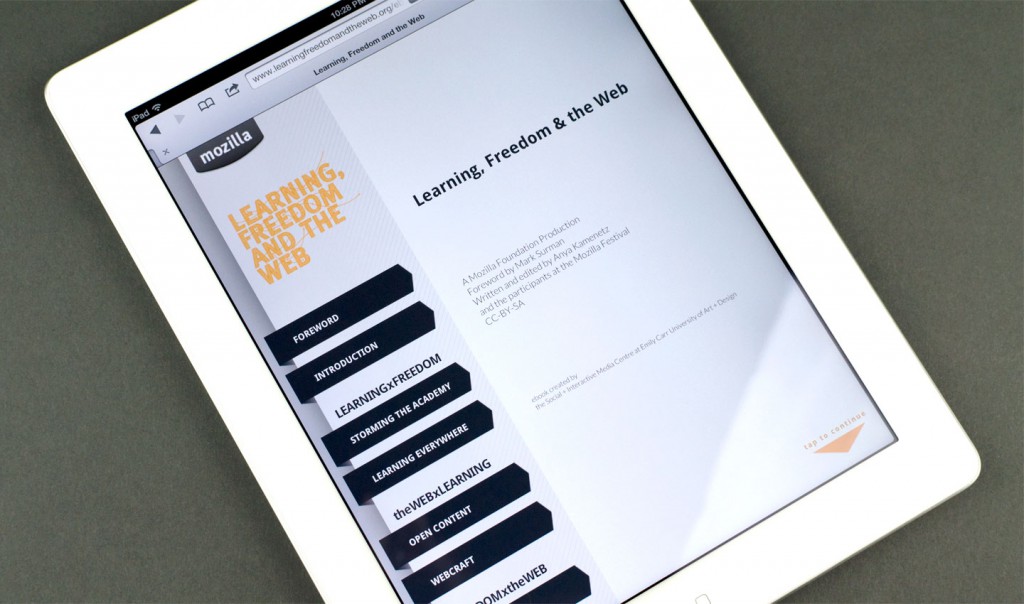 iPad
10:28 PM
www.learningfreedomandtheweb.org/
Learning, Freedom and the Web
mozilla
LEARNING,
FREEDOM
AND THE
WEB
FOREWORD
INTRODUCTION
LEARNINGxFREEDOM
STORMING THE ACADEMY
LEARNING EVERYWHERE
theWEBxLEARNING
OPEN CONTENT
WEBCRAFT
DOMxtheWEB
Learning, Freedom & the Web
A Mozilla Foundation Production
Foreword by Mark Surman
Written and edited by Anya Kamenetz
and the participants at the Mozilla Festival
CC-BY-SA
ebook created by
the Social + Interactive Media Centre at Emily Carr University of Art + Design
tap to continue